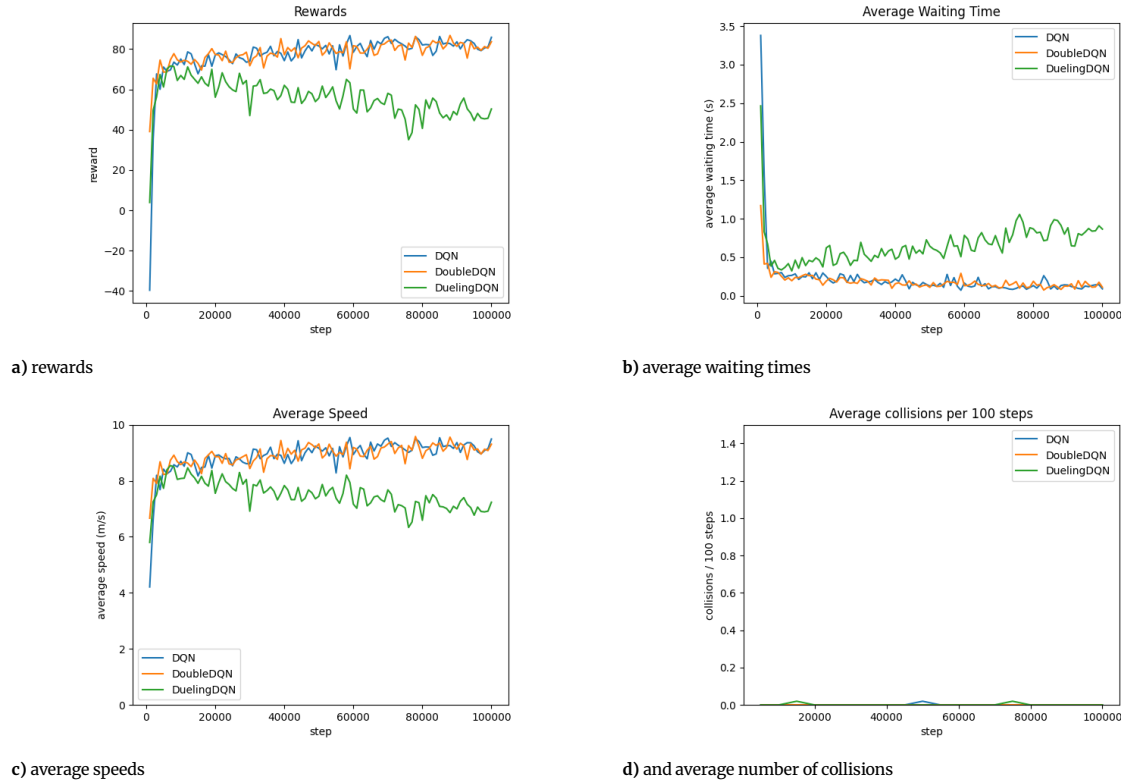 Rewards
80
60
40
20
0
−20
−40
reward
0
20000
40000
60000
80000
100000
step
DQN
DoubleDQN
DuelingDQN
a) rewards
Average Waiting Time
3.5
3.0
2.5
2.0
1.5
1.0
0.5
0.0
average waiting time (s)
0
20000
40000
60000
80000
100000
step
DQN
DoubleDQN
DuelingDQN
b) average waiting times
Average Speed
10
8
6
4
2
0
average speed (m/s)
0
20000
40000
60000
80000
100000
step
DQN
DoubleDQN
DuelingDQN
c) average speeds
Average collisions per 100 steps
1.4
1.2
1.0
0.8
0.6
0.4
0.2
0.0
collisions / 100 steps
20000
40000
60000
80000
100000
step
DQN
DoubleDQN
DuelingDQN
d) and average number of collisions